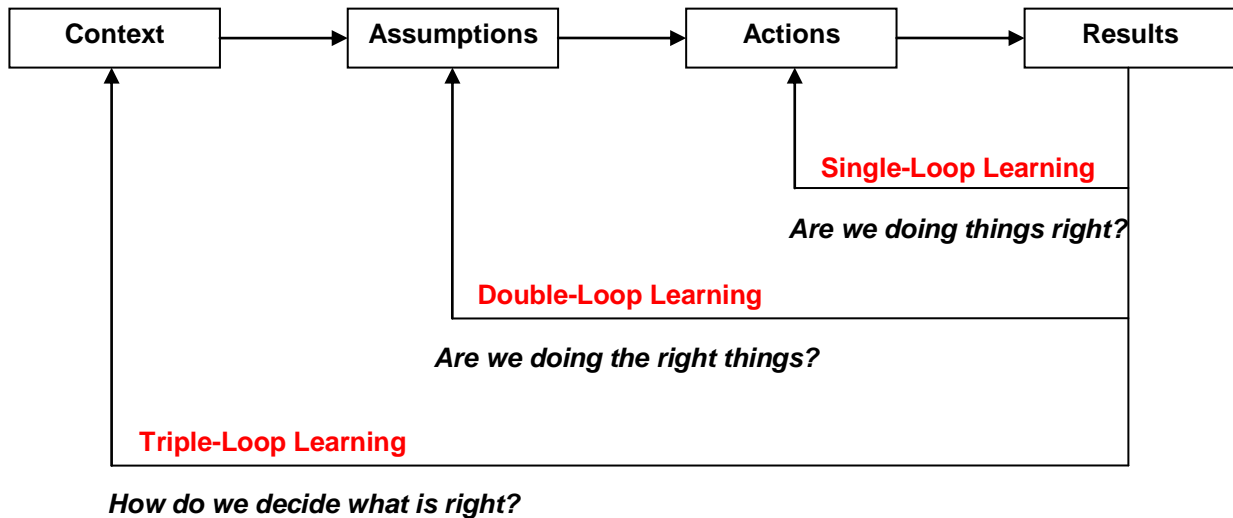 Context
Assumptions
Actions
Results
Single-Loop Learning
Are we doing things right?
Double-Loop Learning
Are we doing the right things?
Triple-Loop Learning
How do we decide what is right?